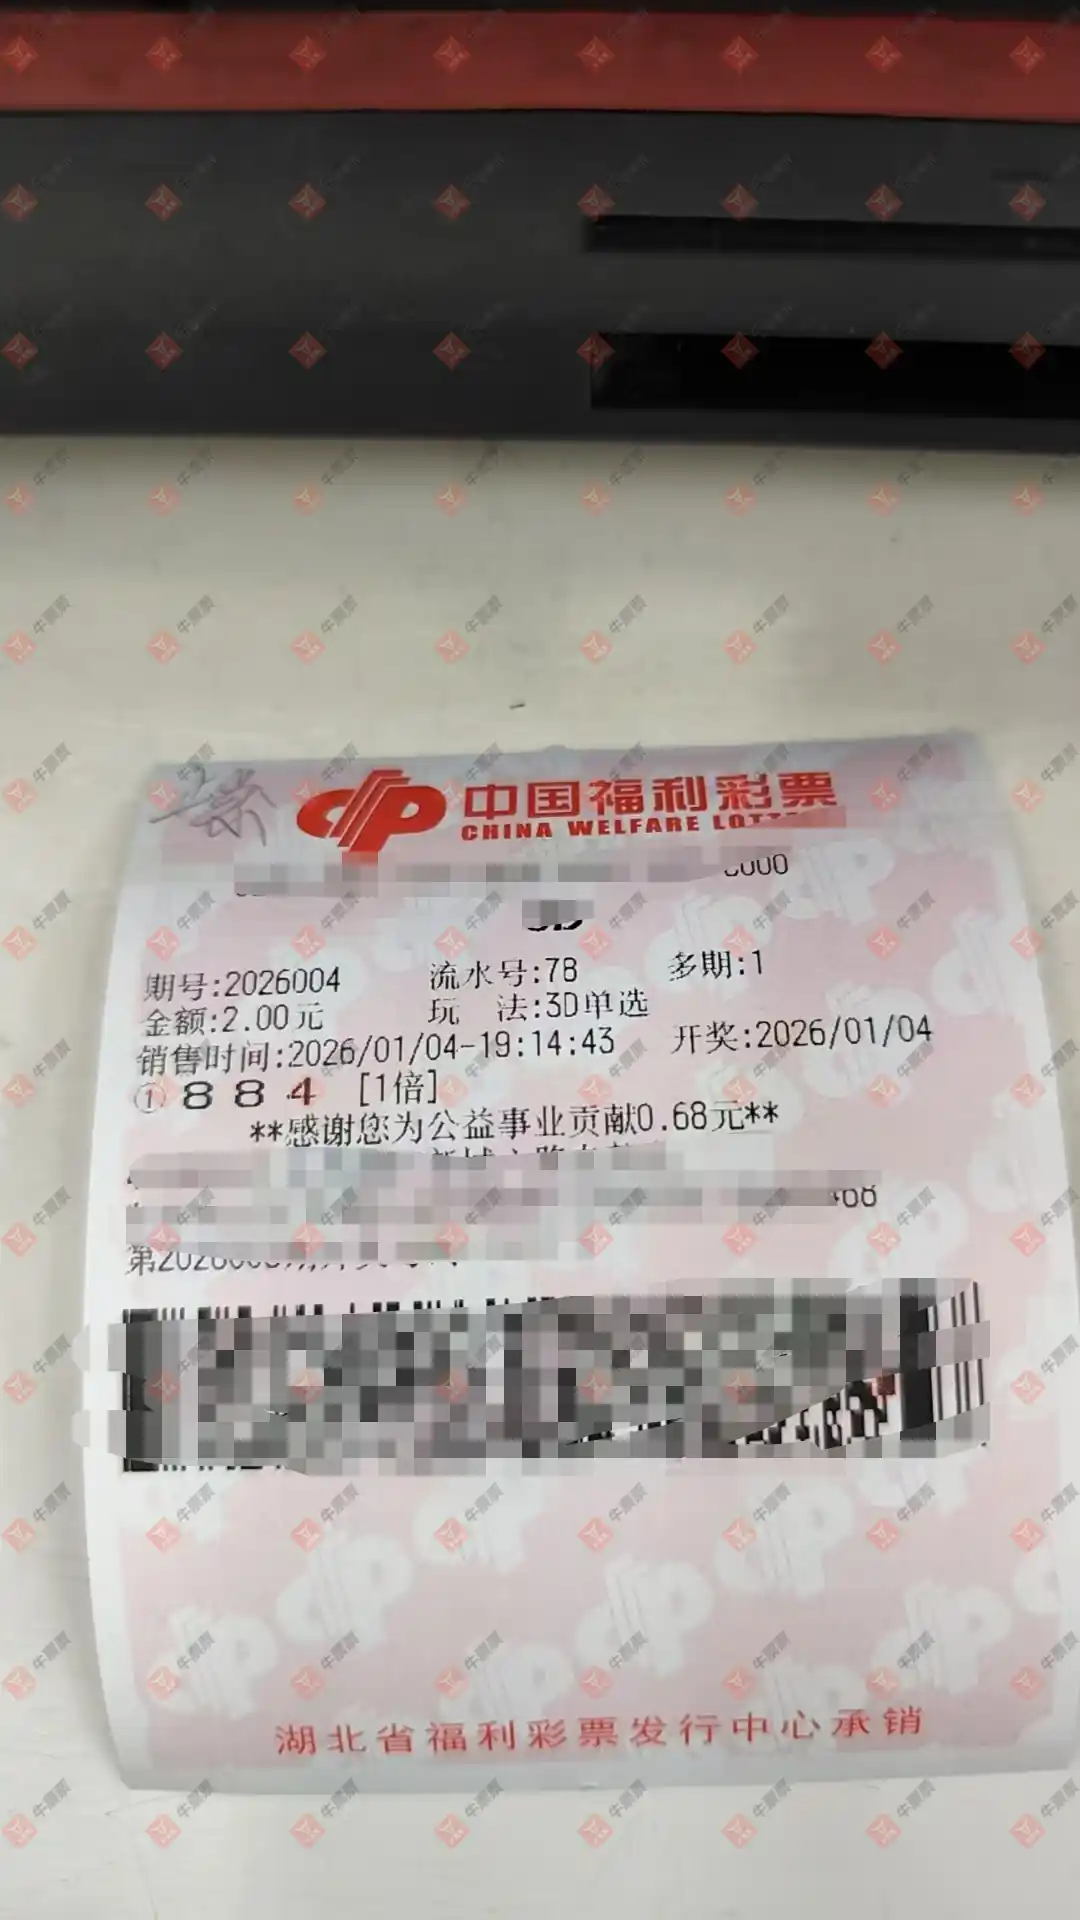 中国福利彩票
CHINA WELFARE
期号:2026004 流水号:78 多期:1
金额:2.00元 玩 法:3D单选
销售时间:2026/01/04-19:14:43 开奖:2026/01/04
① 8 8 4 [1倍]
**感谢您为公益事业贡献0.68元**
湖北省福利彩票发行中心承销
牛票票